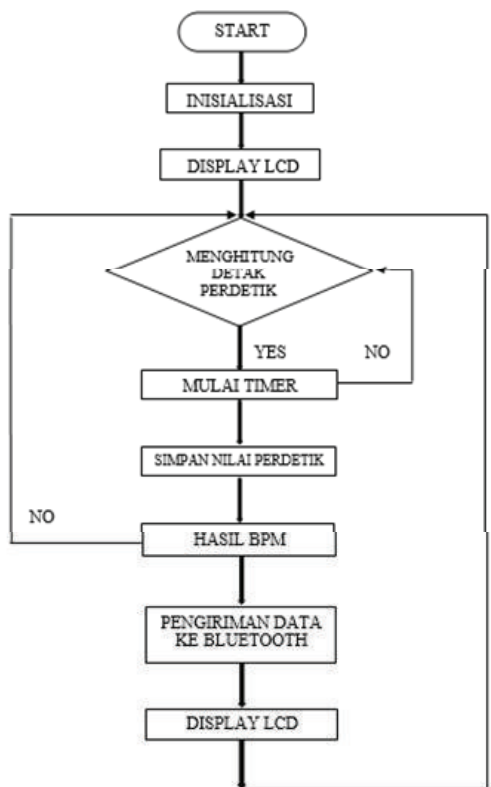 START
INISIALISASI
DISPLAY LCD
MENGHITUNG
DETAK
PERDETIK
YES
NO
MULAI TIMER
SIMPAN NILAI PERDETIK
NO
HASIL BPM
PENGIRIMAN DATA
KE BLUETOOTH
DISPLAY LCD